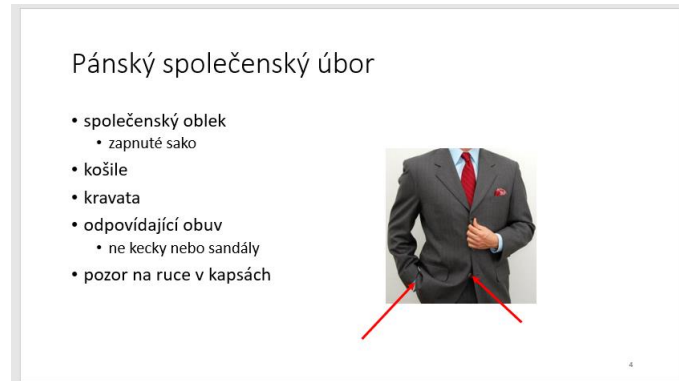 Pánský společenský úbor
• společenský oblek
• zapnuté sako
• košile
• kravata
• odpovídající obuv
• ne kecky nebo sandály
• pozor na ruce v kapsách
4